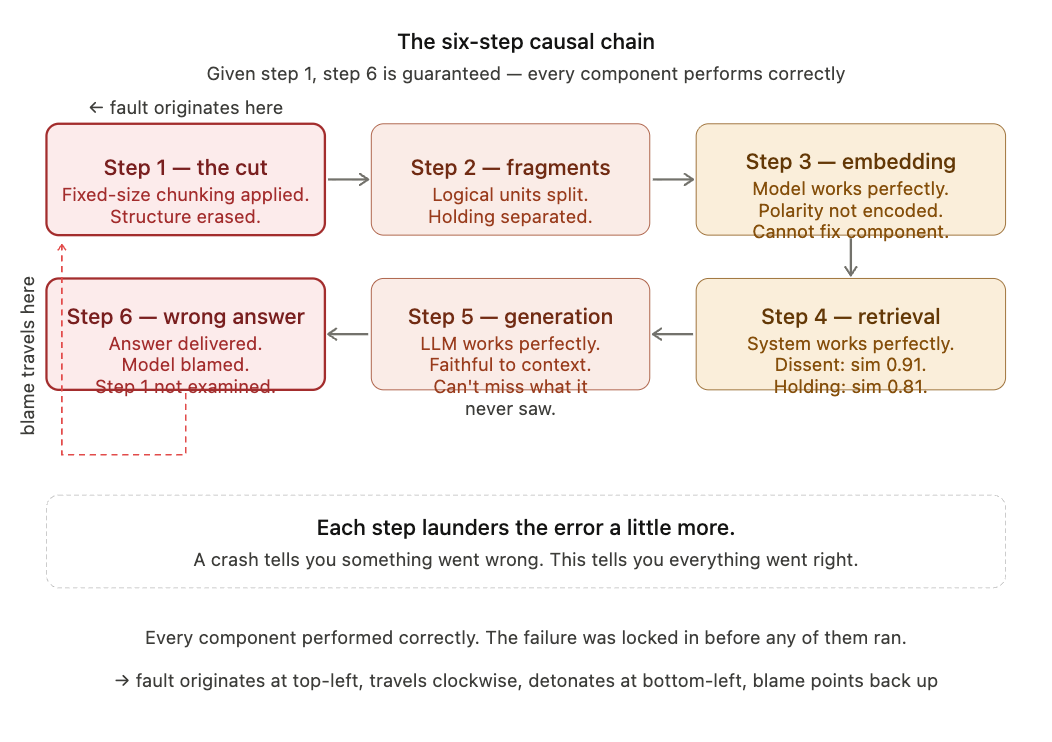 The six-step causal chain
Given step 1, step 6 is guaranteed — every component performs correctly
← fault originates here
Step 1 — the cut
Fixed-size chunking applied.
Structure erased.
Step 2 — fragments
Logical units split.
Holding separated.
Step 3 — embedding
Model works perfectly.
Polarity not encoded.
Cannot fix component.
blame travels here
Step 6 — wrong answer
Answer delivered.
Model blamed.
Step 1 not examined.
Step 5 — generation
LLM works perfectly.
Faithful to context.
Can't miss what it
never saw.
Step 4 — retrieval
System works perfectly.
Dissent: sim 0.91.
Holding: sim 0.81.
Each step launders the error a little more.
A crash tells you something went wrong. This tells you everything went right.
Every component performed correctly. The failure was locked in before any of them ran.
→ fault originates at top-left, travels clockwise, detonates at bottom-left, blame points back up